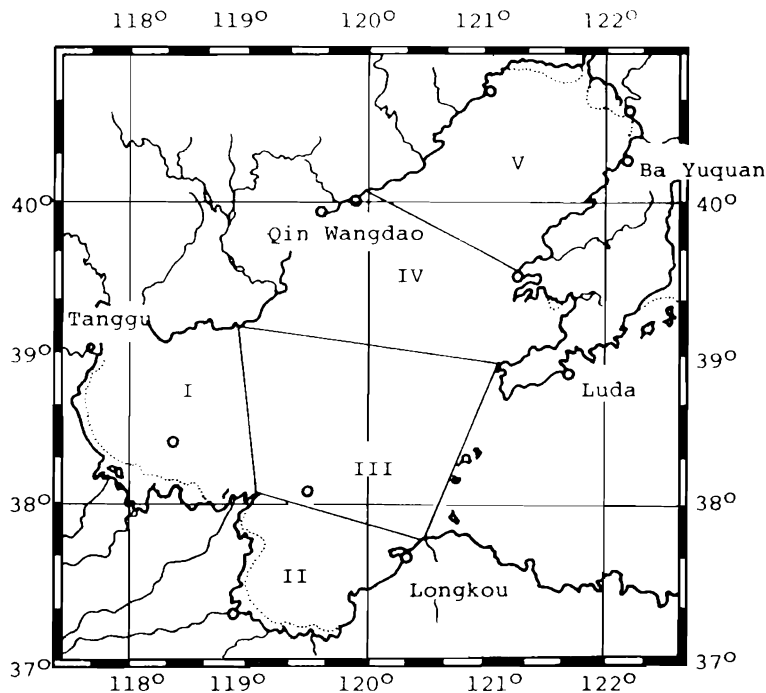 118° 119° 120° 121° 122°
V
Ba Yuquan
40° 40°
Qin Wangdao
IV
Tanggu
39° 39°
I
Luda
III
38° 38°
II
Longkou
37° 37°
118° 119° 120° 121° 122°